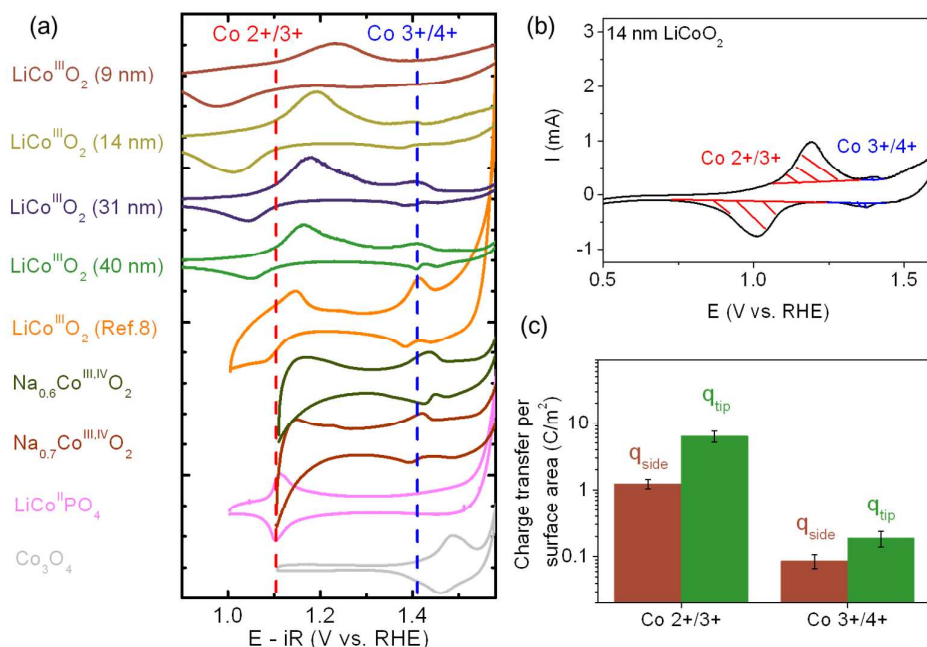 (a)
Co 2+/3+
Co 3+/4+
LiCo^III O₂ (9 nm)
LiCo^III O₂ (14 nm)
LiCo^III O₂ (31 nm)
LiCo^III O₂ (40 nm)
LiCo^III O₂ (Ref.8)
Na₀.₆Co^III,IV O₂
Na₀.₇Co^III,IV O₂
LiCo^II PO₄
Co₃O₄
1.0 1.2 1.4
E - iR (V vs. RHE)
(b)
14 nm LiCoO₂
3
2
1
0
-1
I (mA)
Co 2+/3+
Co 3+/4+
0.5 1.0 1.5
E (V vs. RHE)
(c)
Charge transfer per
surface area (C/m²)
10
1
0.1
q_side
q_tip
q_side
q_tip
Co 2+/3+
Co 3+/4+